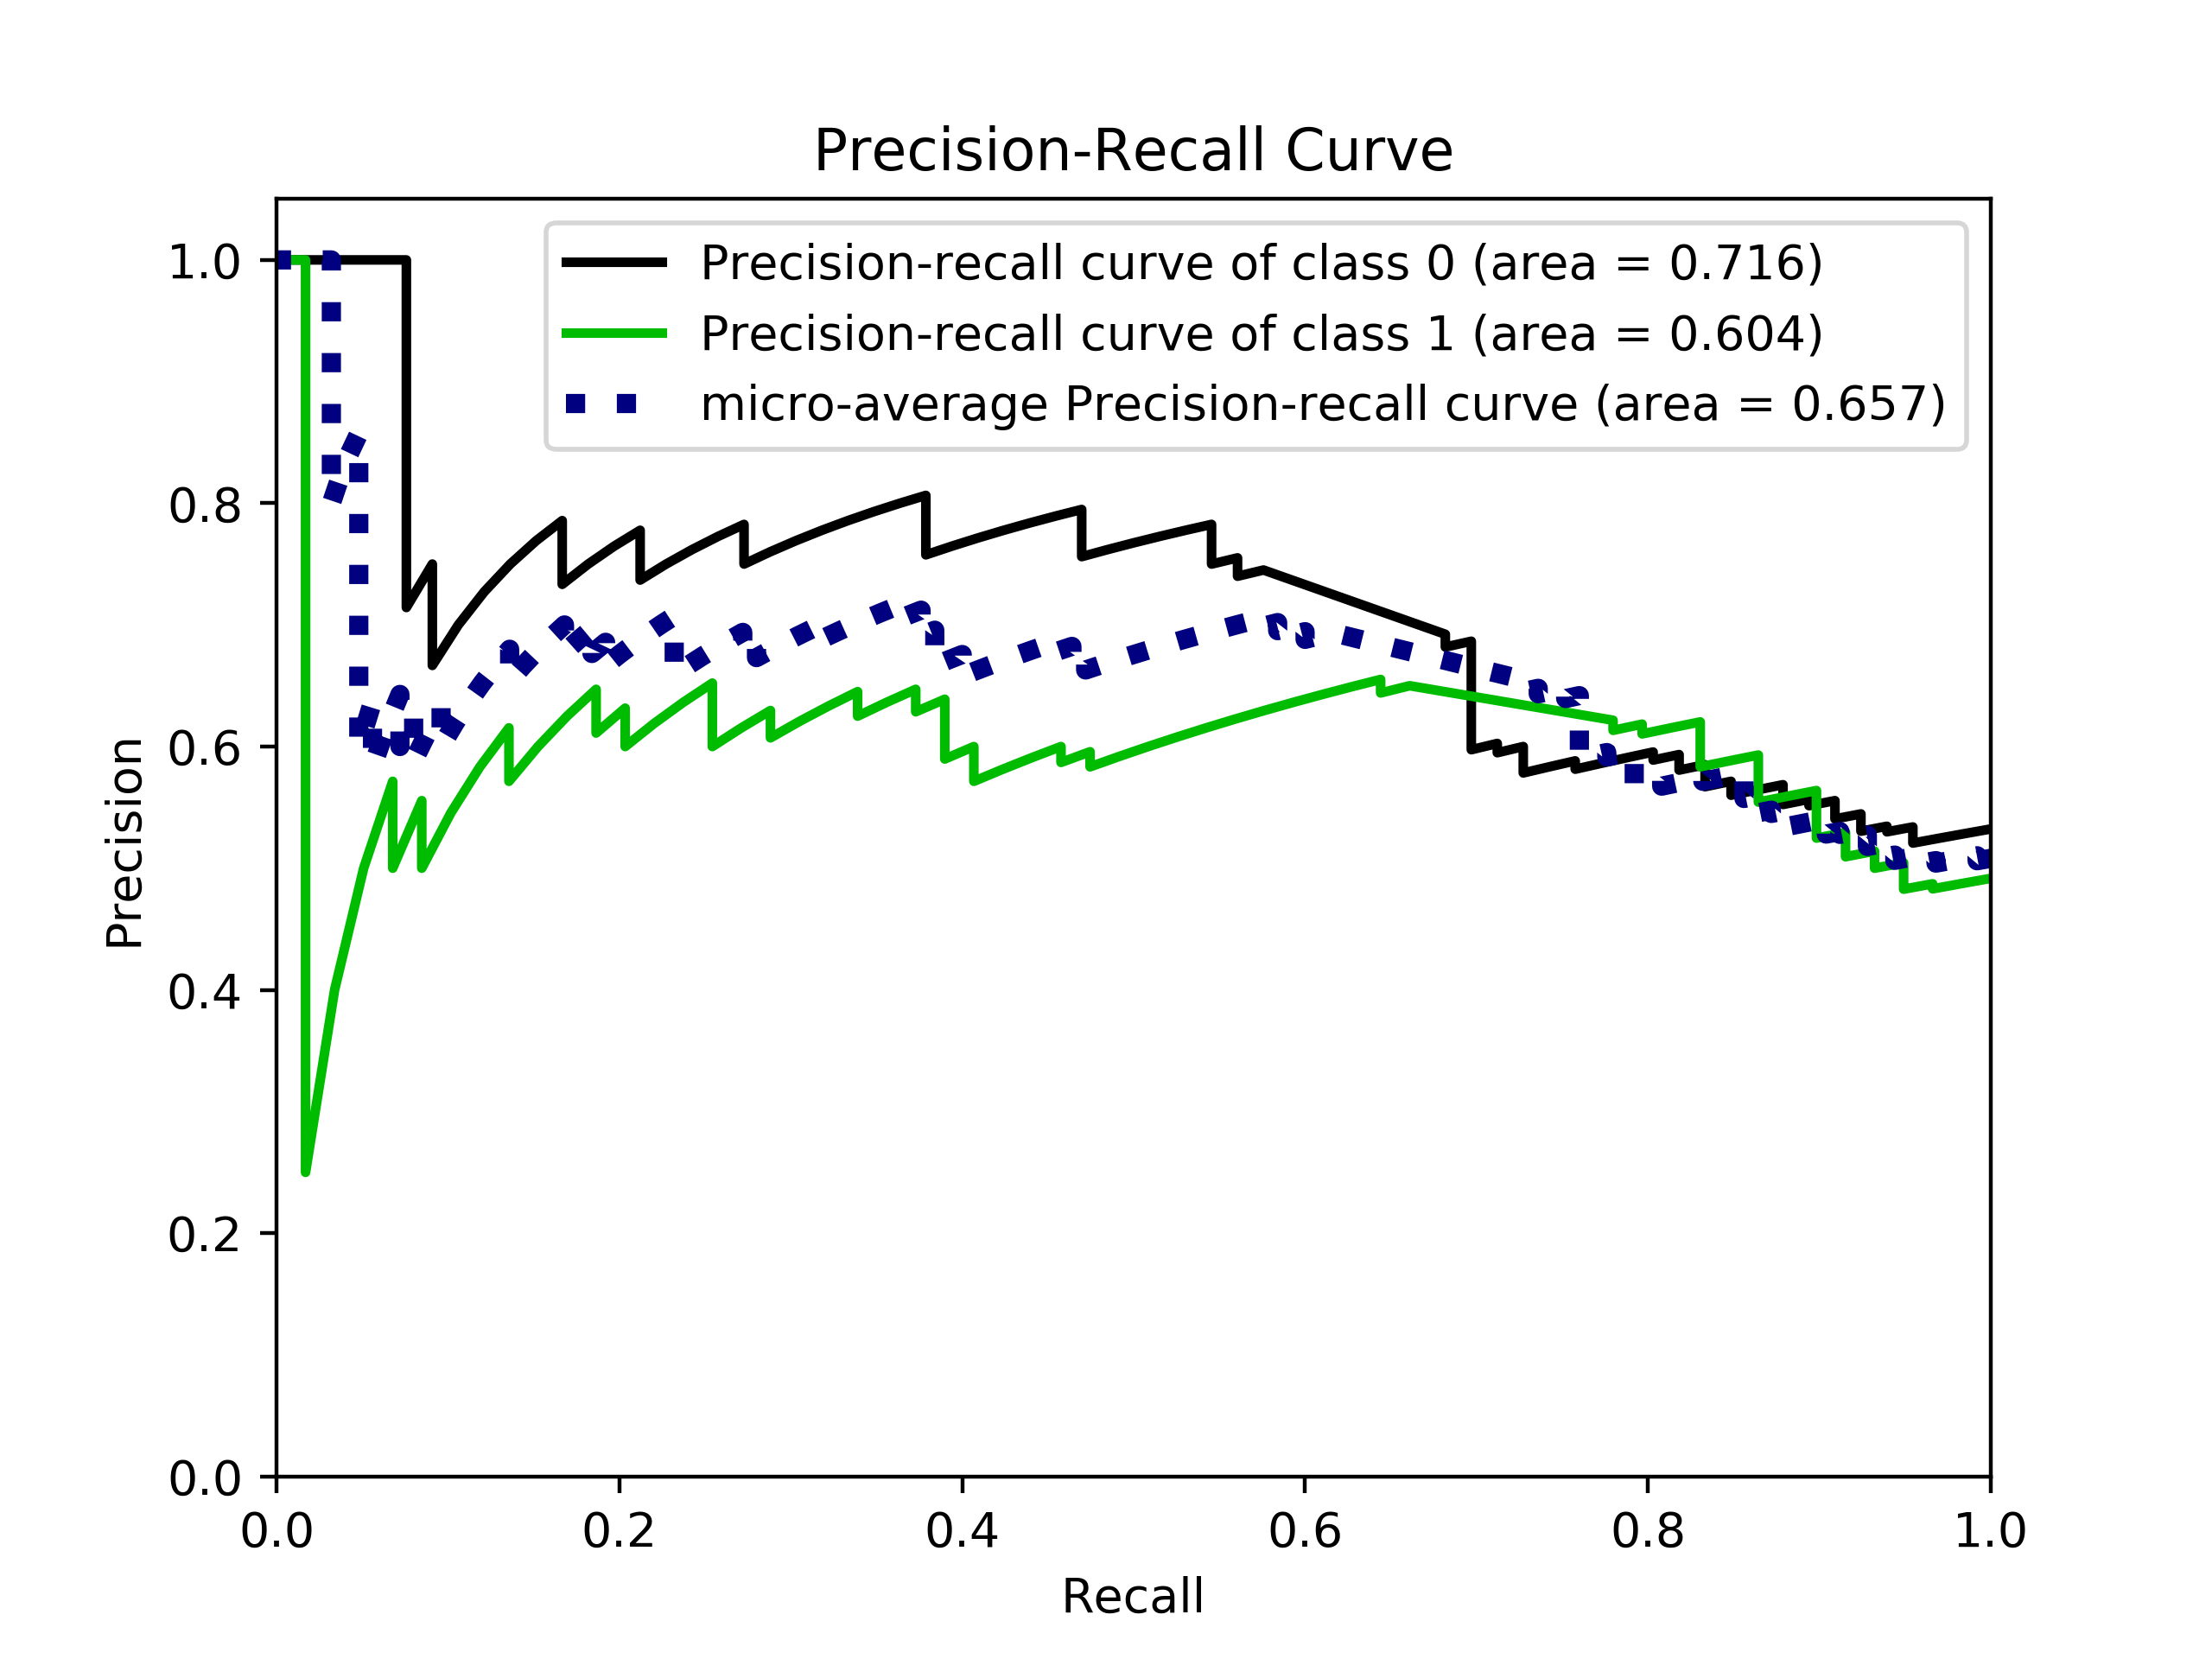 Precision-Recall Curve
Precision-recall curve of class 0 (area = 0.716)
Precision-recall curve of class 1 (area = 0.604)
micro-average Precision-recall curve (area = 0.657)
Precision
1.0
0.8
0.6
0.4
0.2
0.0
0.0 0.2 0.4 0.6 0.8 1.0
Recall